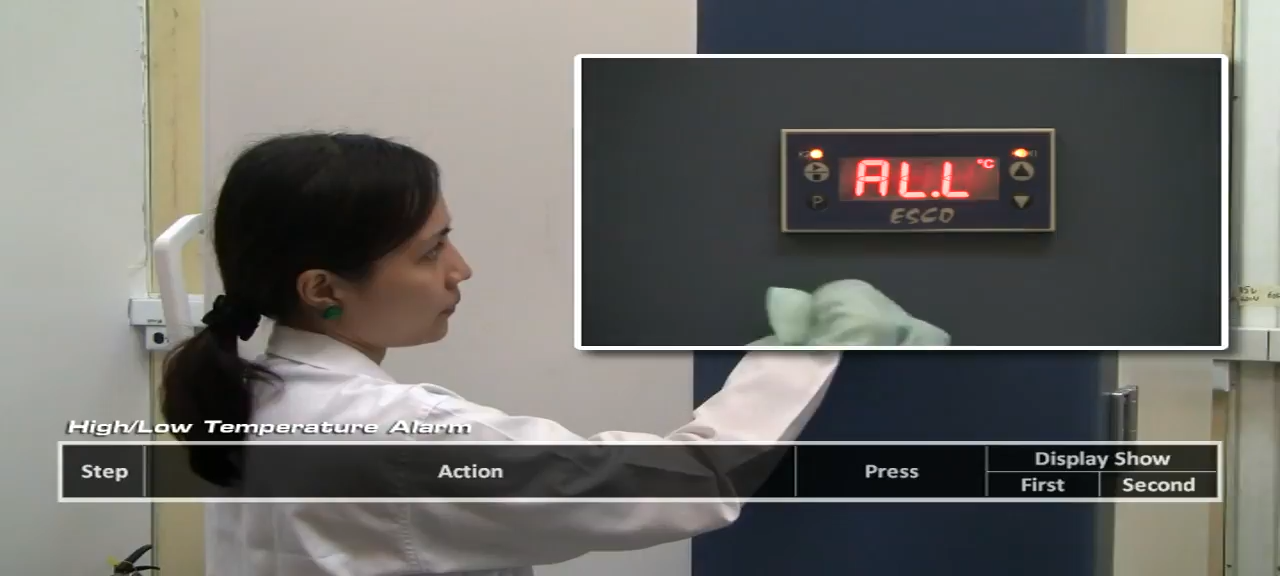 AL.L °C
P
ESCO
High/Low Temperature Alarm
Step
Action
Press
Display Show
First
Second